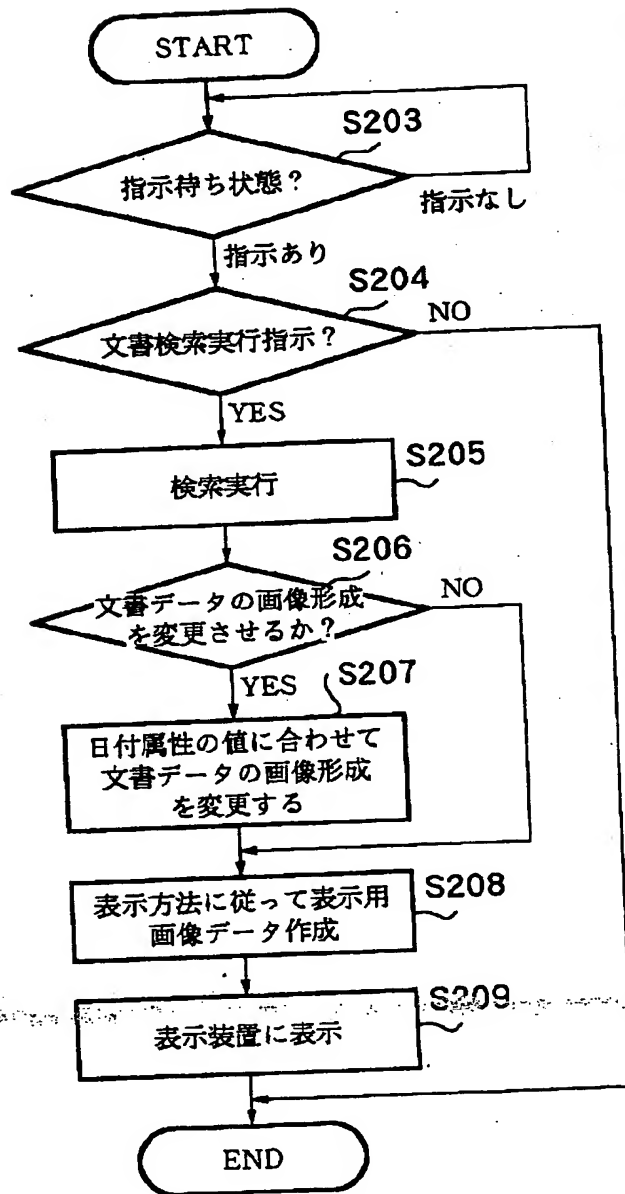 START
S203
指示待ち状態?
指示なし
指示あり
S204
文書検索実行指示?
NO
YES
S205
検索実行
S206
文書データの画像形成
を変更させるか?
NO
YES
S207
日付属性の値に合わせて
文書データの画像形成
を変更する
S208
表示方法に従って表示用
画像データ作成
S209
表示装置に表示
END